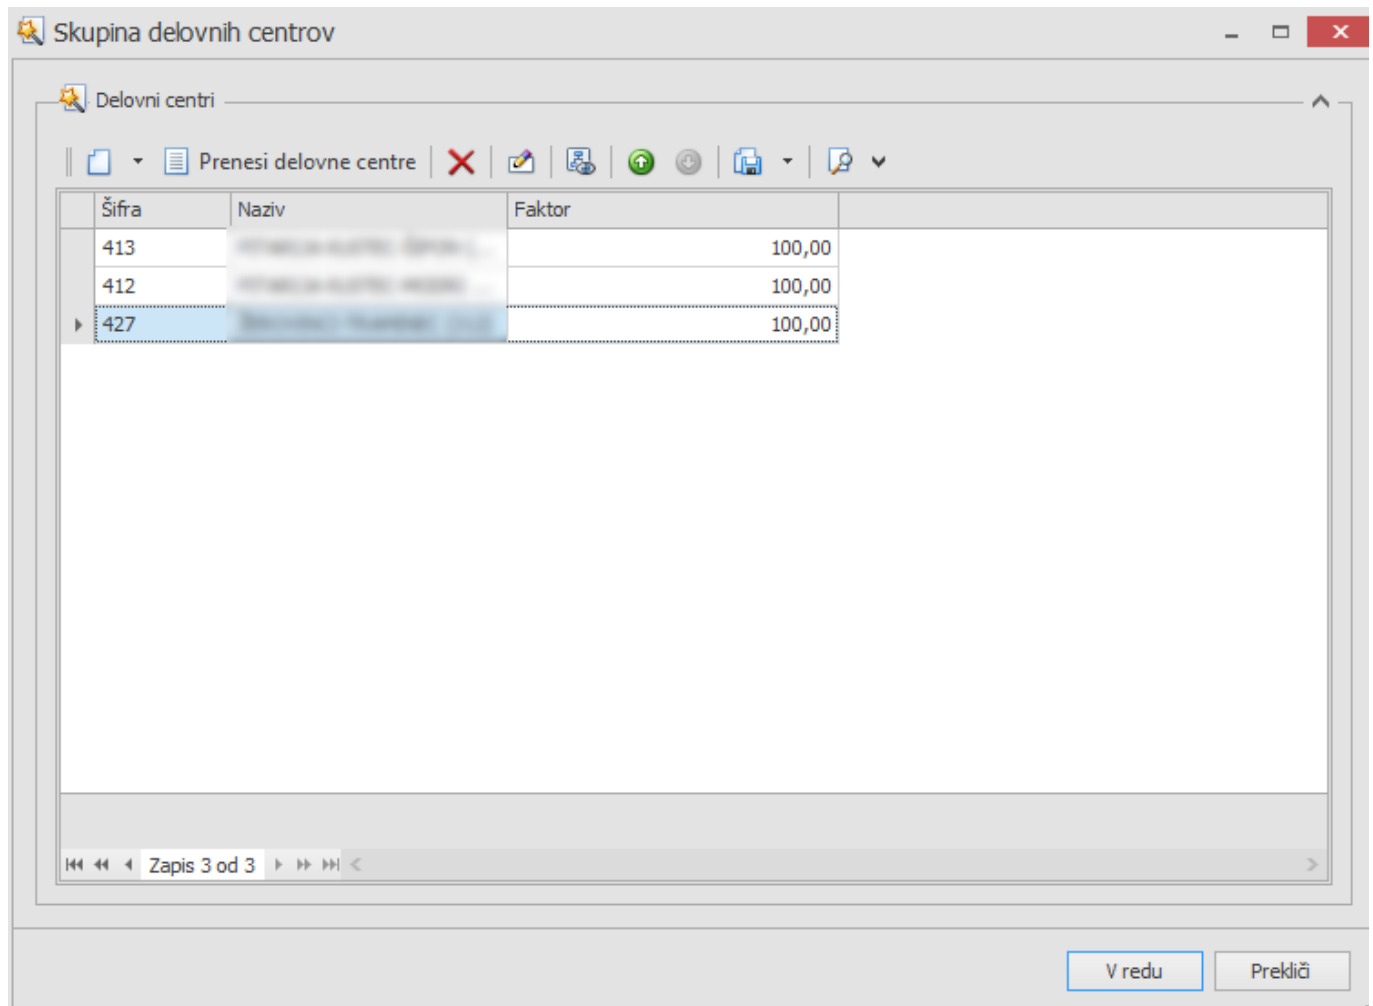 Skupina delovnih centrov
Delovni centri
Prenesi delovne centre
Šifra Naziv Faktor
413 100,00
412 100,00
427 100,00
Zapis 3 od 3
V redu Prekliči